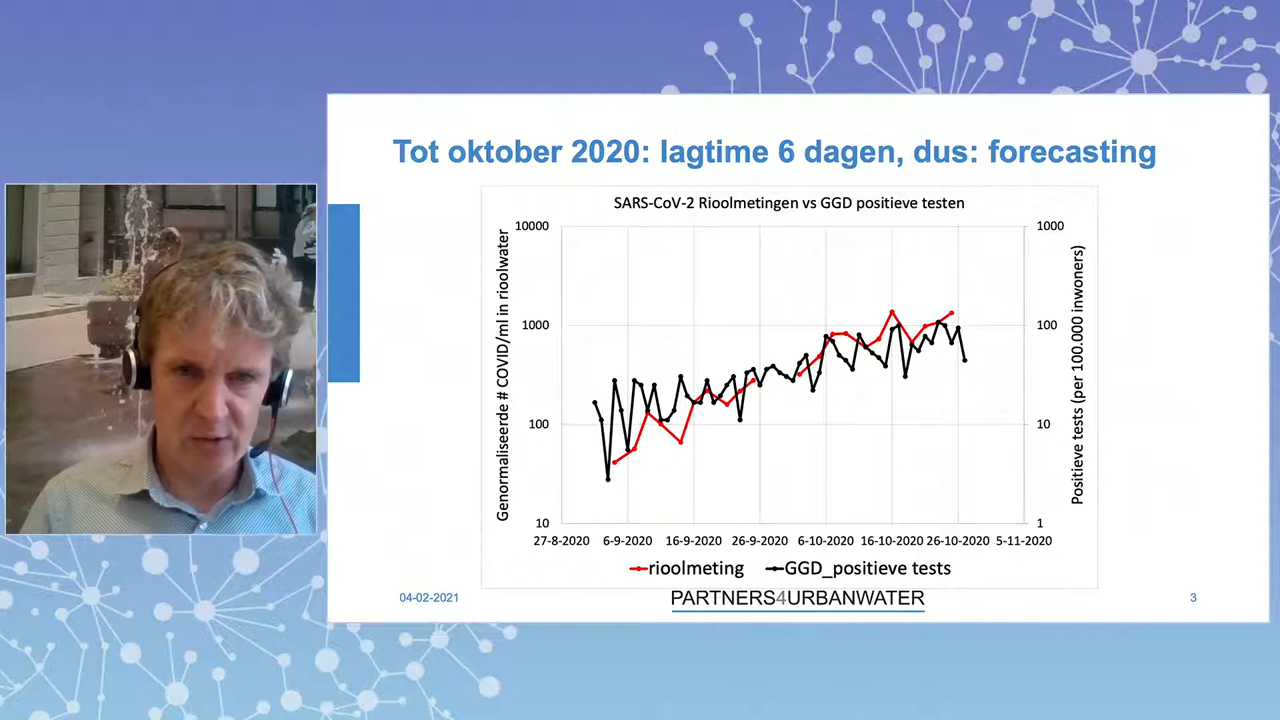 Tot oktober 2020: lagtime 6 dagen, dus: forecasting
SARS-CoV-2 Rioolmetingen vs GGD positieve testen
Genormaliseerde # COVID/ml in rioolwater
10000
1000
100
10
1000
100
10
1
Positieve tests (per 100.000 inwoners)
27-8-2020 6-9-2020 16-9-2020 26-9-2020 6-10-2020 16-10-2020 26-10-2020 5-11-2020
rioolmeting GGD_positieve tests
04-02-2021 PARTNERS4URBANWATER 3